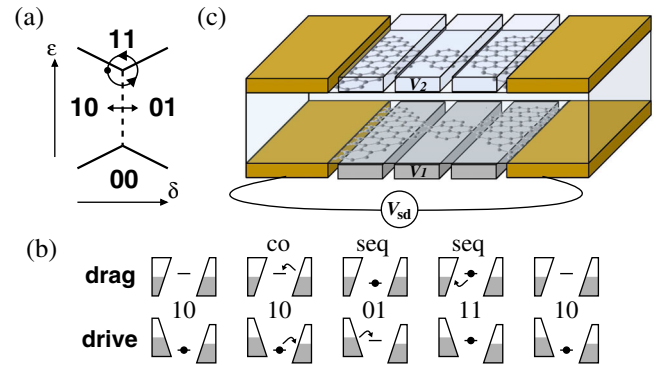 (a)
ε
11
10
01
00
δ
(c)
V2
V1
Vsd
(b)
co seq seq
drag
10 10 01 11 10
drive